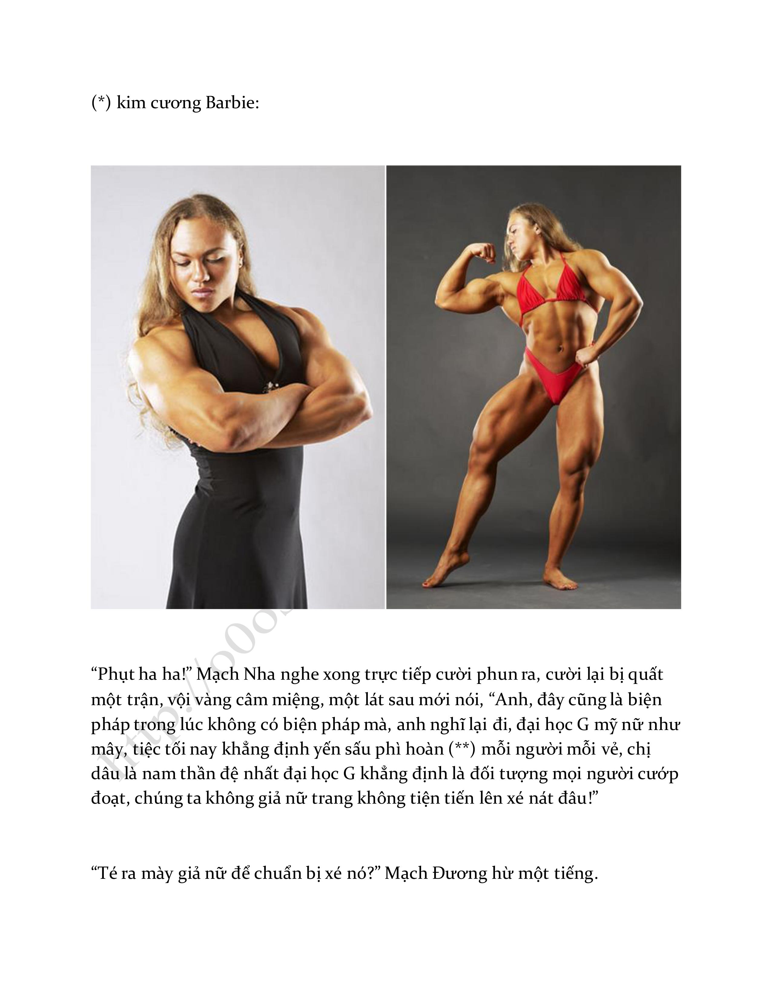 (*) kim cương Barbie:
“Phụt ha ha!” Mạch Nha nghe xong trực tiếp cười phun ra, cười lại bị quất
một trận, vội vàng câm miệng, một lát sau mới nói, “Anh, đây cũng là biện
pháp trong lúc không có biện pháp mà, anh nghĩ lại đi, đại học G mỹ nữ như
mây, tiệc tối nay khẳng định yến sấu phì hoàn (**) mỗi người mỗi vẻ, chị
dâu là nam thần đệ nhất đại học G khẳng định là đối tượng mọi người cướp
đoạt, chúng ta không giả nữ trang không tiện tiến lên xé nát đâu!”
“Té ra mày giả nữ để chuẩn bị xé nó?” Mạch Đương hừ một tiếng.
http://o0o